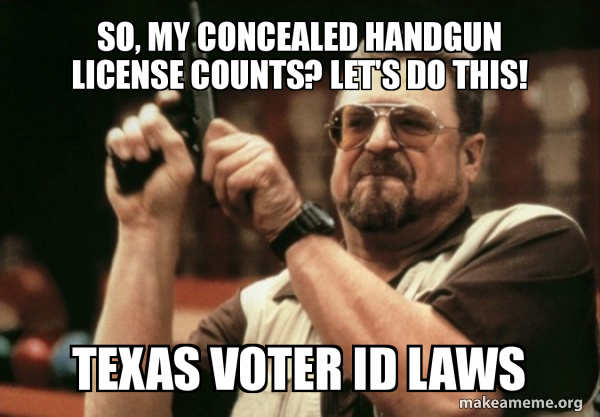 SO, MY CONCEALED HANDGUN
LICENSE COUNTS? LET'S DO THIS!
TEXAS VOTER ID LAWS
makeameme.org